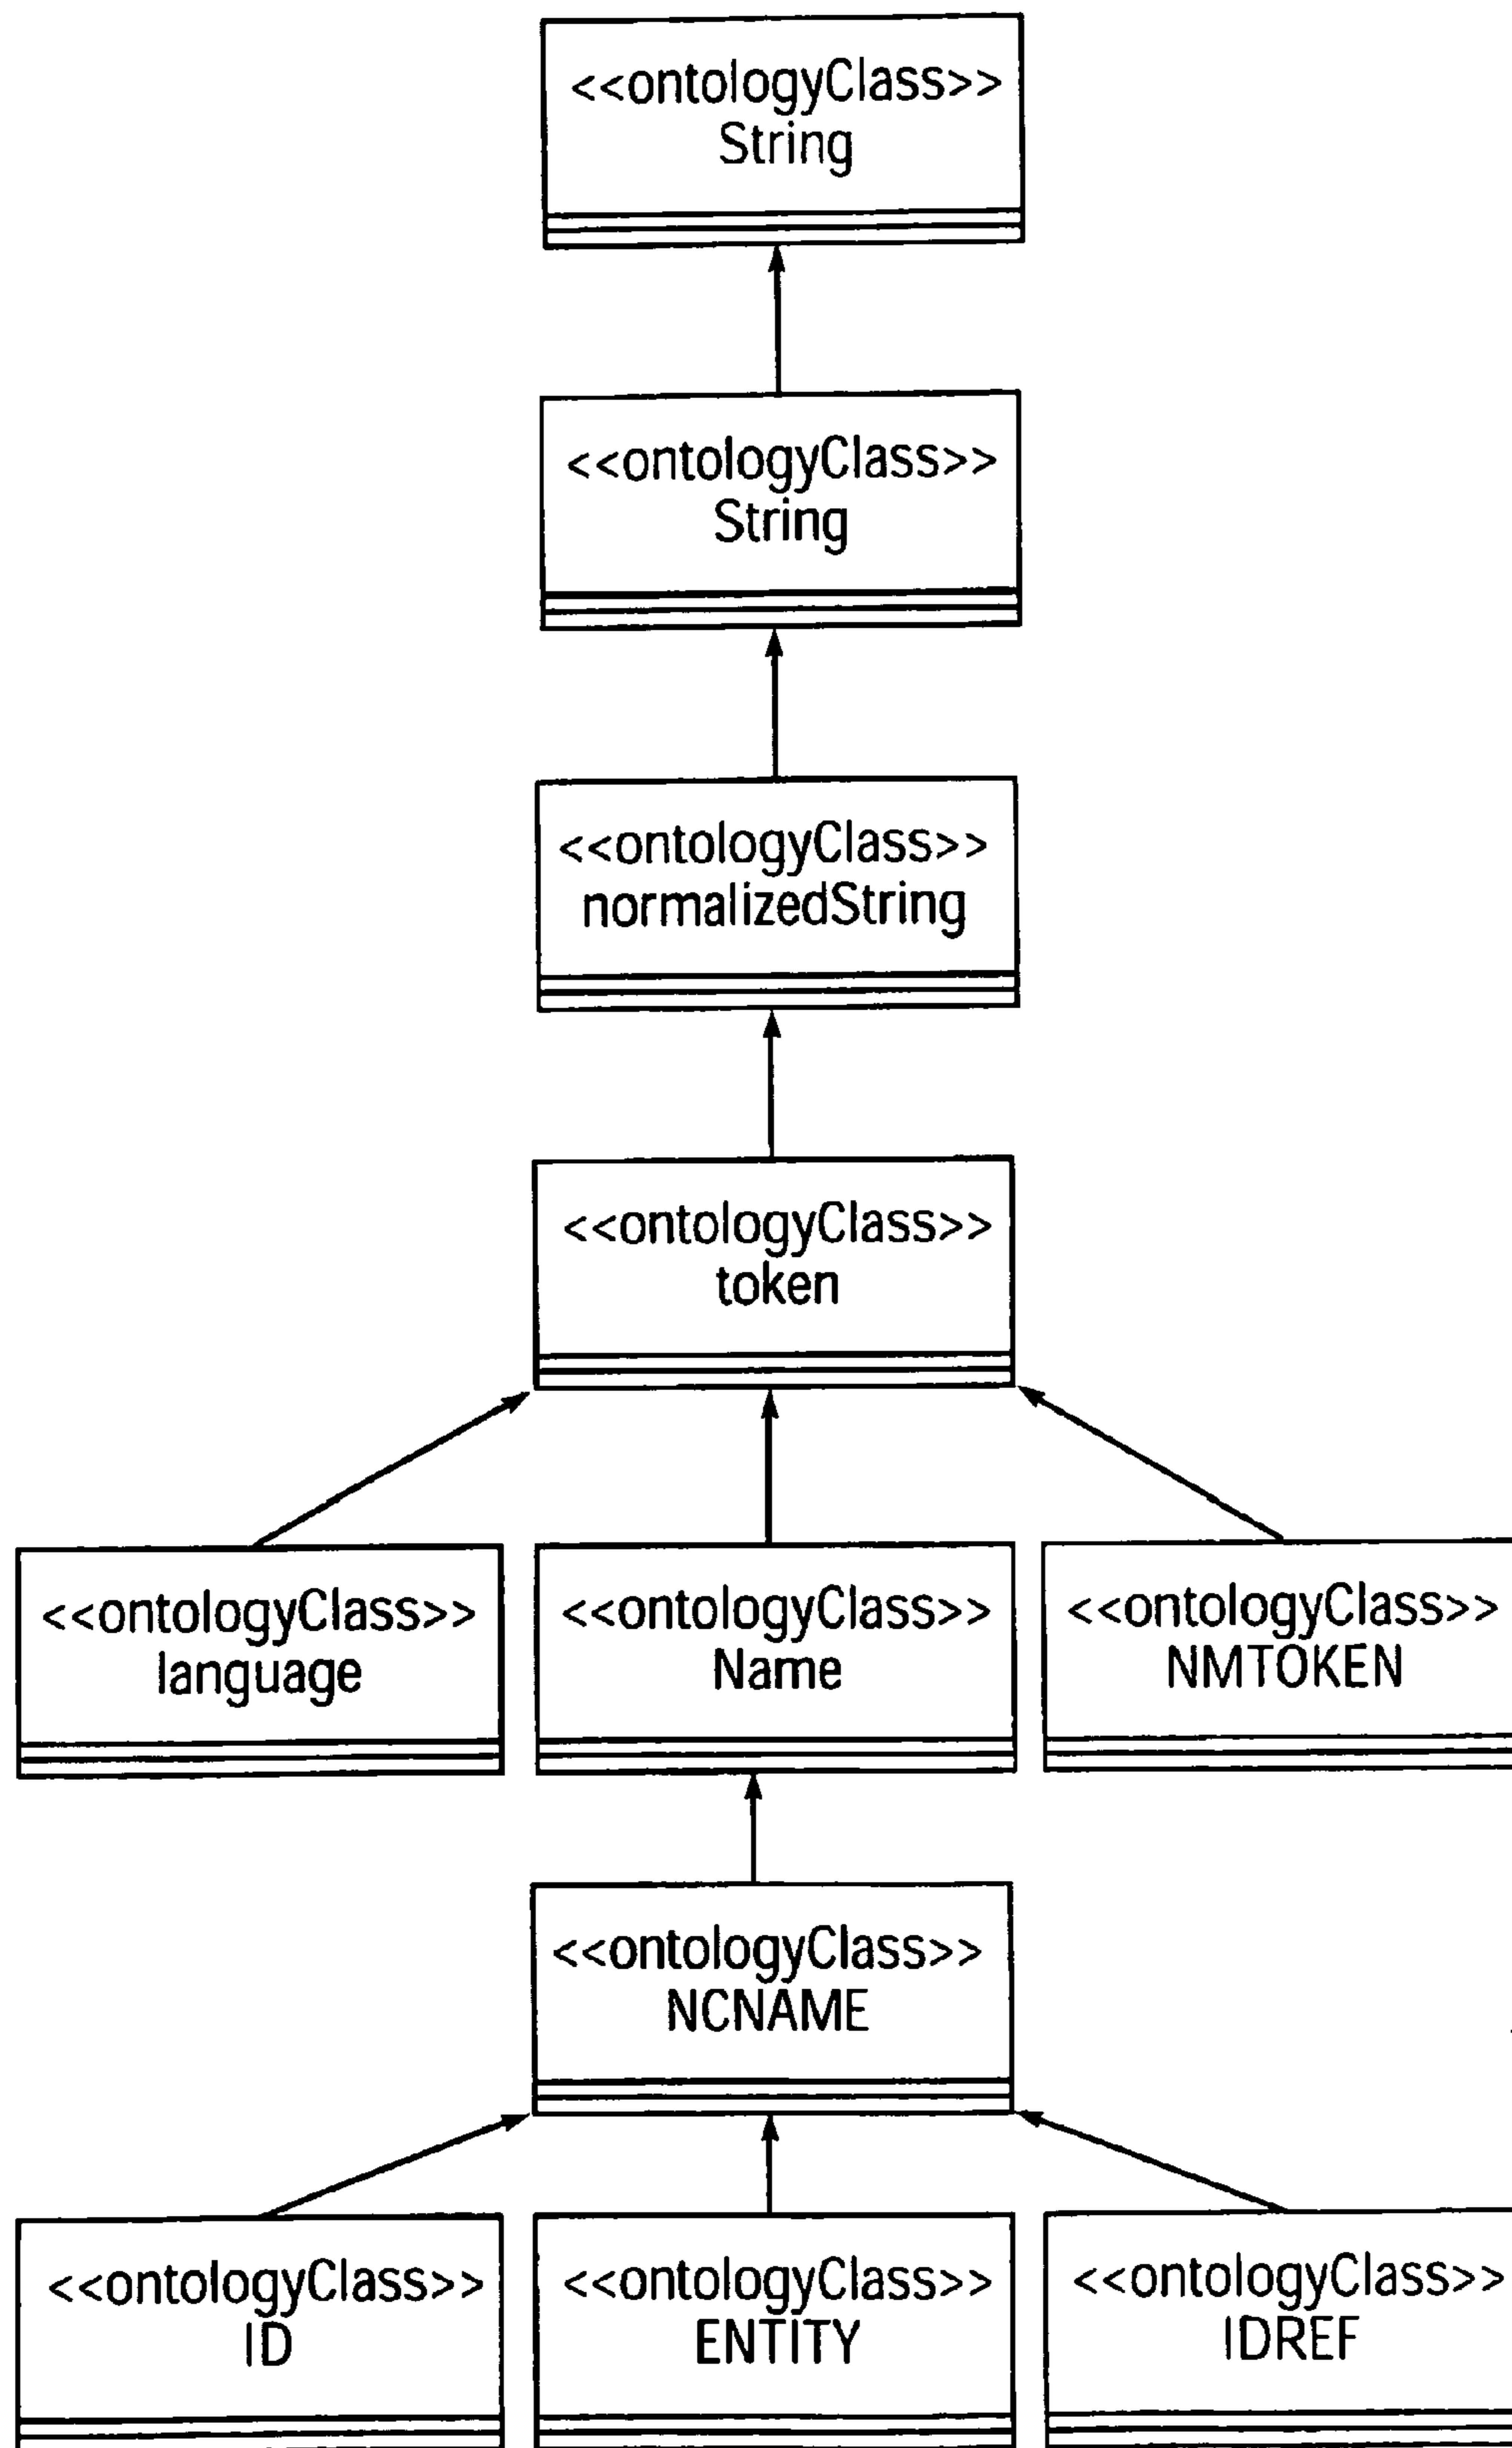 <<ontologyClass>>
String
<<ontologyClass>>
String
<<ontologyClass>>
normalizedString
<<ontologyClass>>
token
<<ontologyClass>>
language
<<ontologyClass>>
Name
<<ontologyClass>>
NMTOKEN
<<ontologyClass>>
NCNAME
<<ontologyClass>>
ID
<<ontologyClass>>
ENTITY
<<ontologyClass>>
IDREF